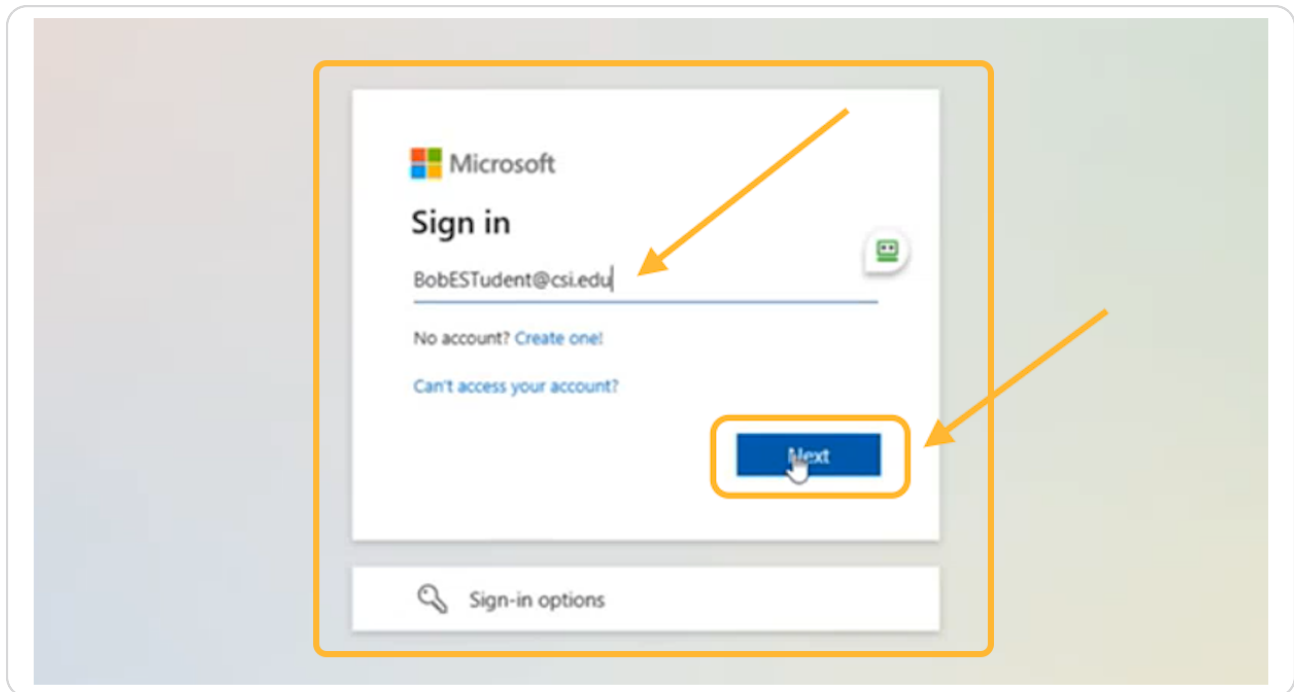 Microsoft
Sign in
BobESTudent@csi.edu
No account? Create one!
Can't access your account?
Next
Sign-in options